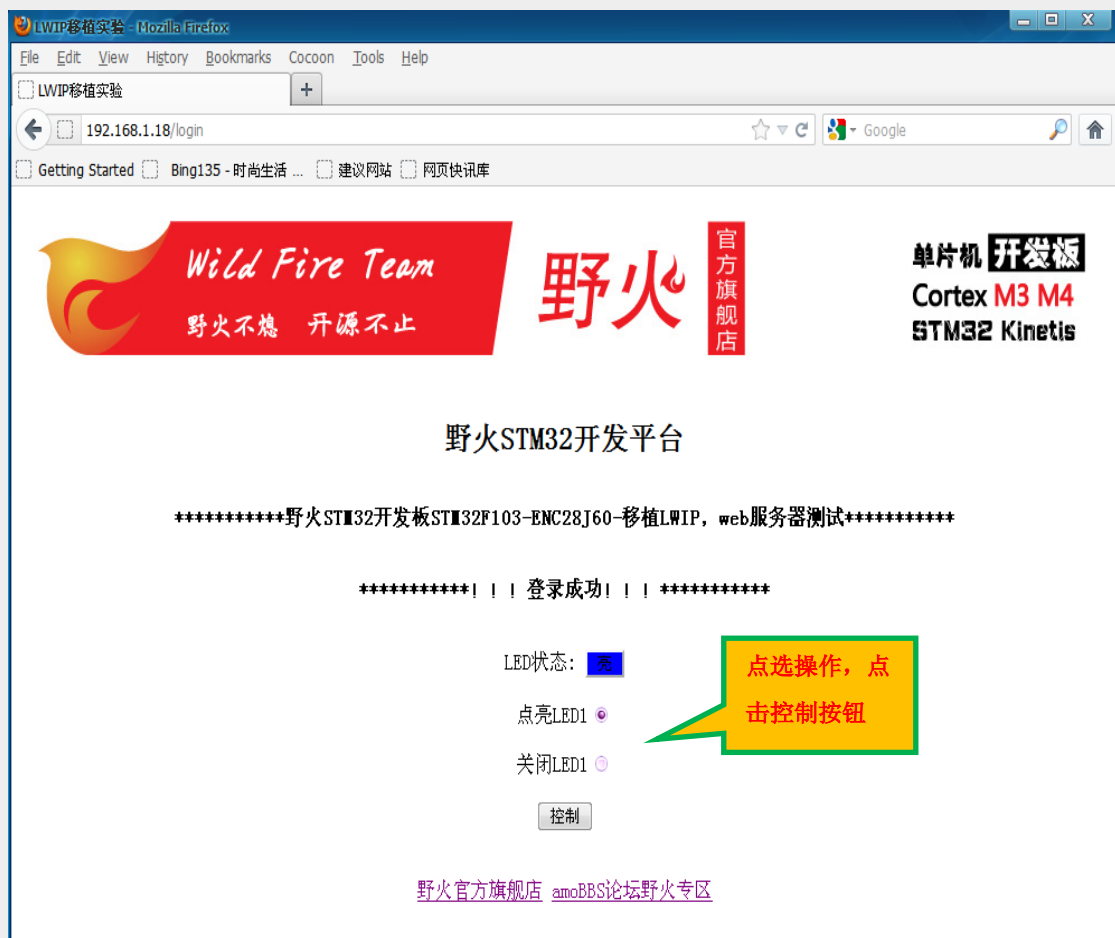 LWIP移植实验 - Mozilla Firefox
File Edit View History Bookmarks Cocoon Tools Help
LWIP移植实验 +
192.168.1.18/login Google
Getting Started Bing135 - 时尚生活 ... 建议网站 网页快讯库
Wild Fire Team
野火不熄 开源不止
野火
官方旗舰店
单片机 开发板
Cortex M3 M4
STM32 Kinetis
野火STM32开发平台
***********野火STM32开发板STM32F103-ENC28J60-移植LWIP，web服务器测试***********
***********！！！登录成功！！！***********
LED状态: 亮
点亮LED1
关闭LED1
点选操作，点
击控制按钮
控制
野火官方旗舰店 amoBBS论坛野火专区